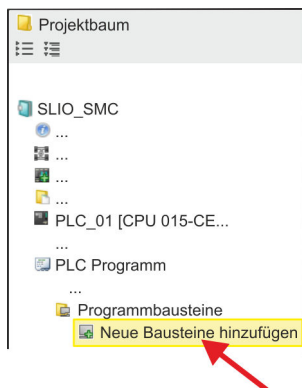 Projektbaum
SLIO_SMC
...
...
...
...
PLC_01 [CPU 015-CE...
...
PLC Programm
...
Programmbausteine
Neue Bausteine hinzufügen